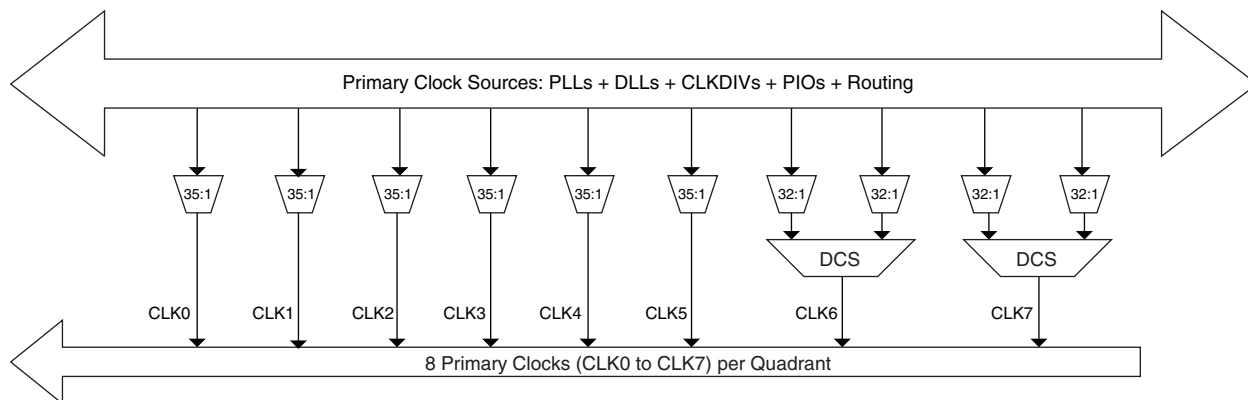 Primary Clock Sources: PLLs + DLLs + CLKDIVs + PIOs + Routing
35:1 35:1 35:1 35:1 35:1 35:1 32:1 32:1 32:1 32:1
DCS DCS
CLK0 CLK1 CLK2 CLK3 CLK4 CLK5 CLK6 CLK7
8 Primary Clocks (CLK0 to CLK7) per Quadrant